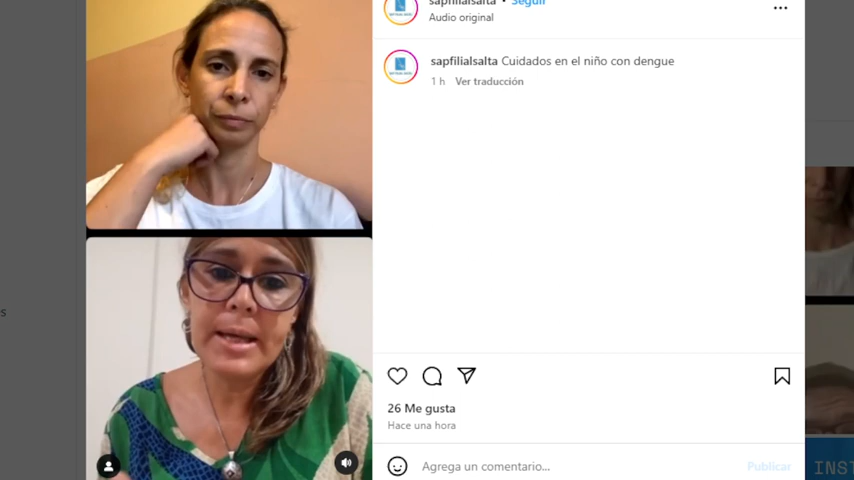 sapfilialsalta • Seguir
Audio original
sapfilialsalta Cuidados en el niño con dengue
1 h Ver traducción
26 Me gusta
Hace una hora
Agrega un comentario...
Publicar
s
INST